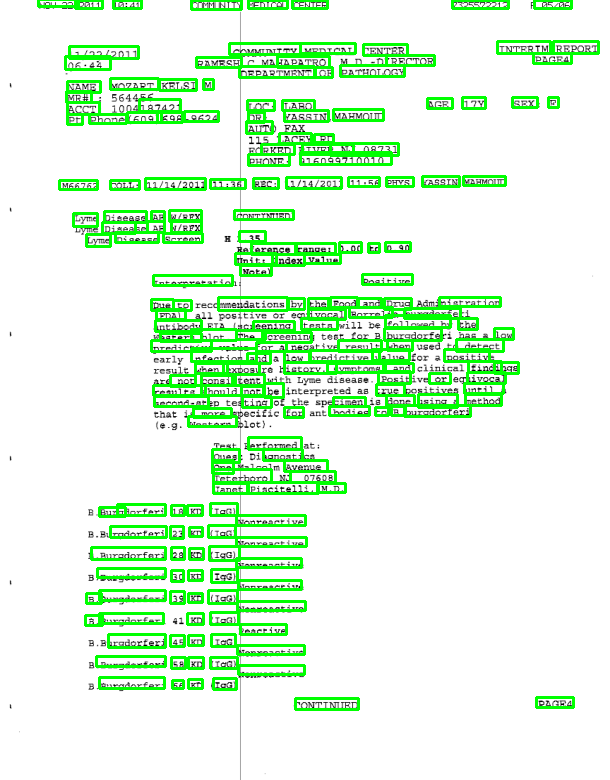 NOV 22 2011 10:41 COMMUNITY MEDICAL CENTER 7325572212 P.05/06
1/22/2011 COMMUNITY MEDICAL CENTER INTERIM REPORT
06:44 RAMESH C MAHAPATRO, M.D.-DIRECTOR PAGE4
DEPARTMENT OF PATHOLOGY
NAME MOZART KELSI M
MR# : 564456
ACCT 1004187421 LOC: LABO AGE 17Y SEX: F
Pt Phone (609) 698-9624 DR. YASSIN MAHMOUD
AUTO FAX
115 LACEY RD
FORKED RIVER NJ 08731
PHONE: 916099710010
M66762 COLL: 11/14/2011 11:36 REC: 1/14/2011 11:56 PHYS YASSIN MAHMOUD
Lyme Disease AB W/RFX CONTINUED
Lyme Disease AB W/RFX
Lyme Disease Screen H .35
Reference range: 0.00 to 0.90
Unit: Index Value
(Note)
Interpretation: Positive
Due to recommendations by the Food and Drug Administration
(FDA) all positive or equivocal Borrelia burgdorferi
antibody EIA (screening) tests will be followed by the
Western blot. The screening test for B burgdorferi has a low
predictive value for a negative result when used to detect
early infection and a low predictive value for a positive
result when exposure history, symptoms and clinical findings
are not consistent with Lyme disease. Positive or equivocal
results should not be interpreted as true positives until a
second-step testing of the specimen is done using a method
that is more specific for antibodies to B burgdorferi
(e.g. Western blot).
Test Performed at:
Quest Diagnostics
One Malcolm Avenue
Teterboro NJ 07608
Janet Piscitelli, M.D.
B.Burgdorferi 18 KD (IgG)
Nonreactive
B.Burgdorferi 23 KD (IgG)
Nonreactive
B.Burgdorferi 28 KD (IgG)
Nonreactive
B.Burgdorferi 30 KD (IgG)
Nonreactive
B.Burgdorferi 39 KD (IgG)
Nonreactive
B.Burgdorferi 41 KD (IgG)
Reactive
B.Burgdorferi 45 KD (IgG)
Nonreactive
B.Burgdorferi 58 KD (IgG)
Nonreactive
B.Burgdorferi 66 KD (IgG)
CONTINUED PAGE4